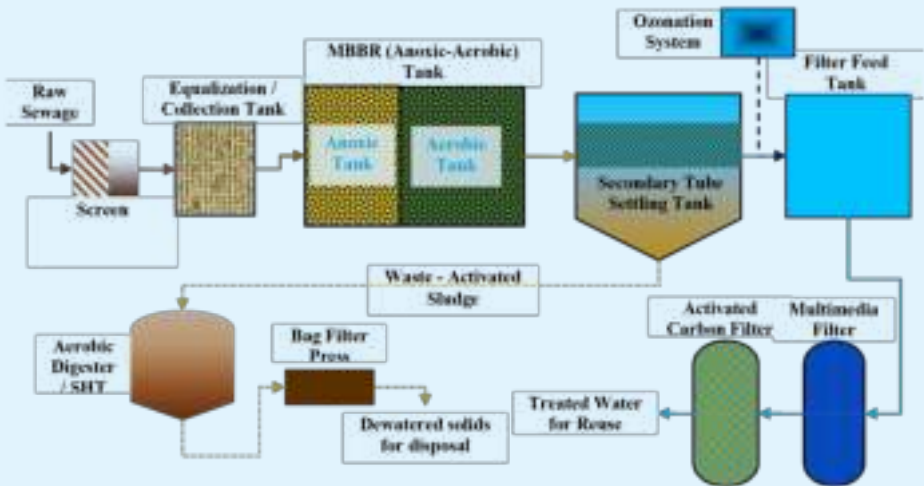 Ozonation
System
MBBR (Anoxic-Aerobic)
Tank
Filter Feed
Tank
Raw
Sewage
Equalization /
Collection Tank
Anoxic
Tank
Aerobic
Tank
Screen
Secondary Tube
Settling Tank
Waste - Activated
Sludge
Activated
Carbon Filter
Multimedia
Filter
Aerobic
Digester
/ SHT
Bag Filter
Press
Treated Water
for Reuse
Dewatered solids
for disposal